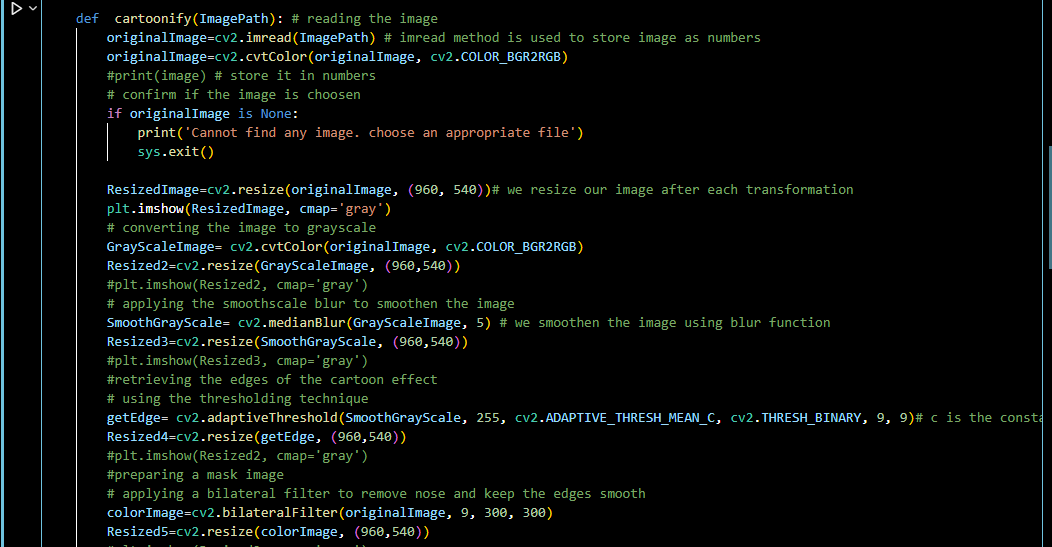 def  cartoonify(ImagePath): # reading the image
originalImage=cv2.imread(ImagePath) # imread method is used to store image as numbers
originalImage=cv2.cvtColor(originalImage, cv2.COLOR_BGR2RGB)
#print(image) # store it in numbers
# confirm if the image is choosen
if originalImage is None:
print('Cannot find any image. choose an appropriate file')
sys.exit()
ResizedImage=cv2.resize(originalImage, (960, 540))# we resize our image after each transformation
plt.imshow(ResizedImage, cmap='gray')
# converting the image to grayscale
GrayScaleImage= cv2.cvtColor(originalImage, cv2.COLOR_BGR2RGB)
Resized2=cv2.resize(GrayScaleImage, (960,540))
#plt.imshow(Resized2, cmap='gray')
# applying the smoothscale blur to smoothen the image
SmoothGrayScale= cv2.medianBlur(GrayScaleImage, 5) # we smoothen the image using blur function
Resized3=cv2.resize(SmoothGrayScale, (960,540))
#plt.imshow(Resized3, cmap='gray')
#retrieving the edges of the cartoon effect
# using the thresholding technique
getEdge= cv2.adaptiveThreshold(SmoothGrayScale, 255, cv2.ADAPTIVE_THRESH_MEAN_C, cv2.THRESH_BINARY, 9, 9)# c is the
Resized4=cv2.resize(getEdge, (960,540))
#plt.imshow(Resized2, cmap='gray')
#preparing a mask image
# applying a bilateral filter to remove nose and keep the edges smooth
colorImage=cv2.bilateralFilter(originalImage, 9, 300, 300)
Resized5=cv2.resize(colorImage, (960,540))